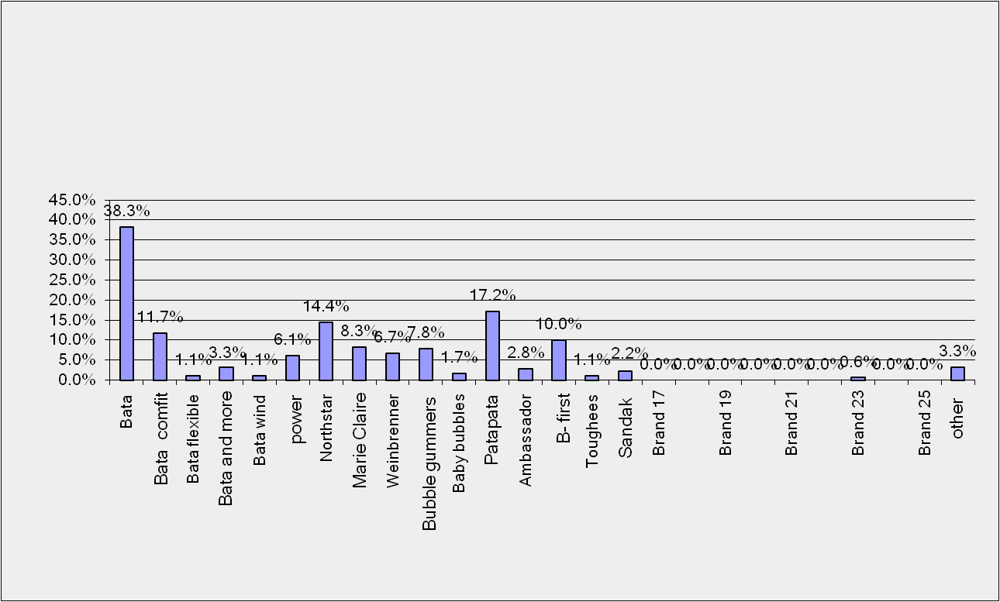 45.0%
40.0%
35.0%
30.0%
25.0%
20.0%
15.0%
10.0%
5.0%
0.0%
38.3%
11.7%
1.1%
3.3%
1.1%
6.1%
14.4%
8.3%
6.7%
7.8%
1.7%
17.2%
2.8%
10.0%
1.1%
2.2%
0.0%
0.0%
0.0%
0.0%
0.0%
0.0%
0.6%
0.0%
0.0%
3.3%
Bata
Bata comfit
Bata flexible
Bata and more
Bata wind
power
Northstar
Marie Claire
Weinbrenner
Bubble gummers
Baby bubbles
Patapata
Ambassador
B- first
Toughees
Sandak
Brand 17
Brand 19
Brand 21
Brand 23
Brand 25
other